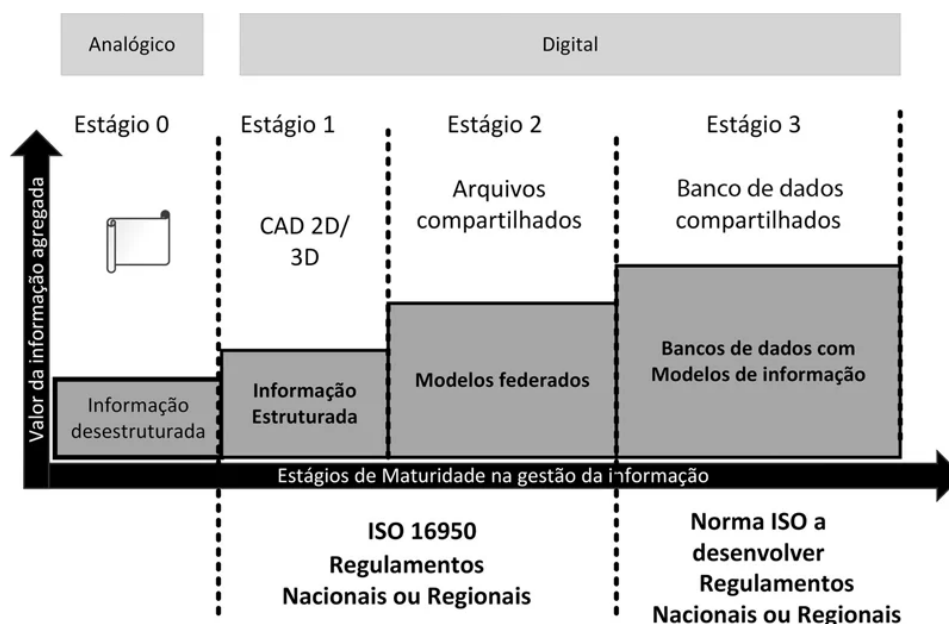 Analógico
Digital
Estágio 0
Estágio 1
Estágio 2
Estágio 3
Valor da informação agregada
CAD 2D/
3D
Arquivos
compartilhados
Banco de dados
compartilhados
Informação
desestruturada
Informação
Estruturada
Modelos federados
Bancos de dados com
Modelos de informação
Estágios de Maturidade na gestão da informação
ISO 16950
Regulamentos
Nacionais ou Regionais
Norma ISO a
desenvolver
Regulamentos
Nacionais ou Regionais